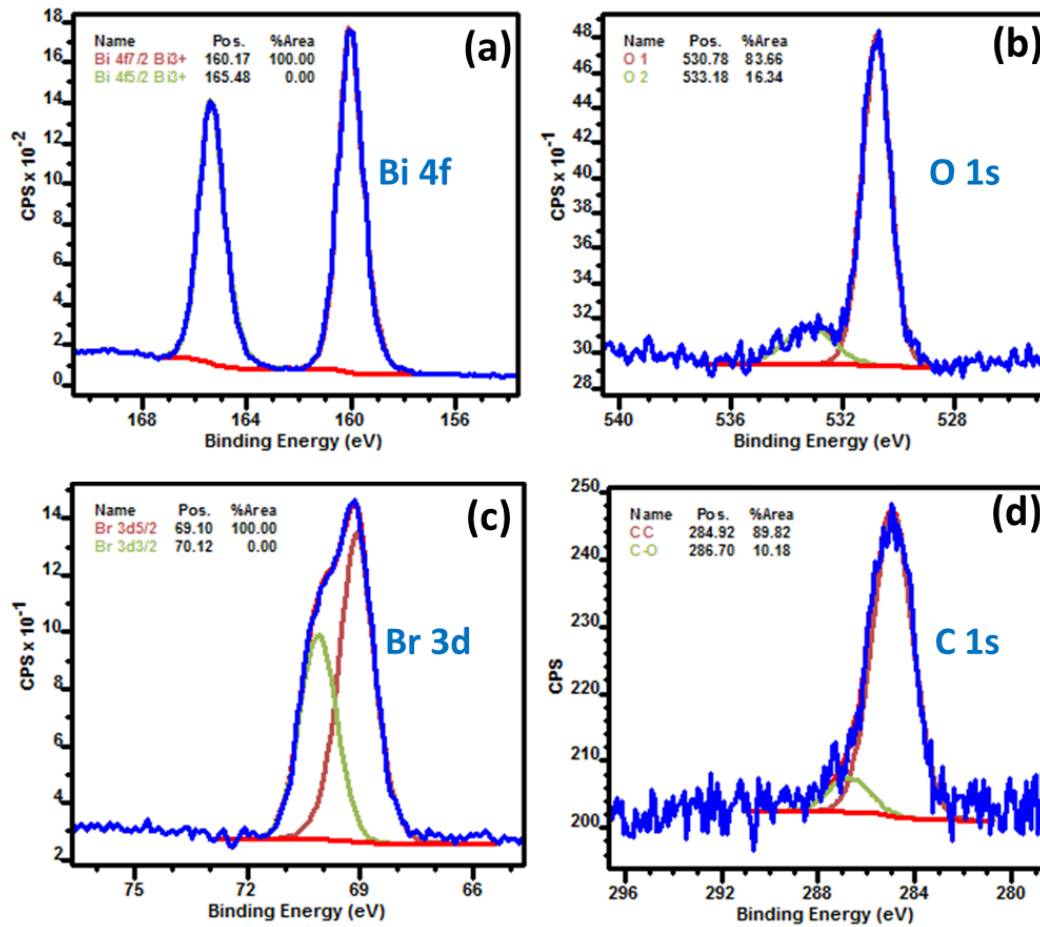 (a)
Name Pos. %Area
Bi 4f7/2 Bi3+ 160.17 100.00
Bi 4f5/2 Bi3+ 165.48 0.00
Bi 4f
CPS x 10-2
18
16
14
12
10
8
6
4
2
0
168 164 160 156
Binding Energy (eV)
(b)
Name Pos. %Area
O 1 530.78 83.66
O 2 533.18 16.34
O 1s
CPS x 10-1
48
44
42
38
34
32
30
28
540 536 532 528
Binding Energy (eV)
(c)
Name Pos. %Area
Br 3d5/2 69.10 100.00
Br 3d3/2 70.12 0.00
Br 3d
CPS x 10-1
14
12
10
8
6
4
2
75 72 69 66
Binding Energy (eV)
(d)
Name Pos. %Area
CC 284.92 89.82
C-O 286.70 10.18
C 1s
CPS
250
240
230
220
210
200
296 292 288 284 280
Binding Energy (eV)